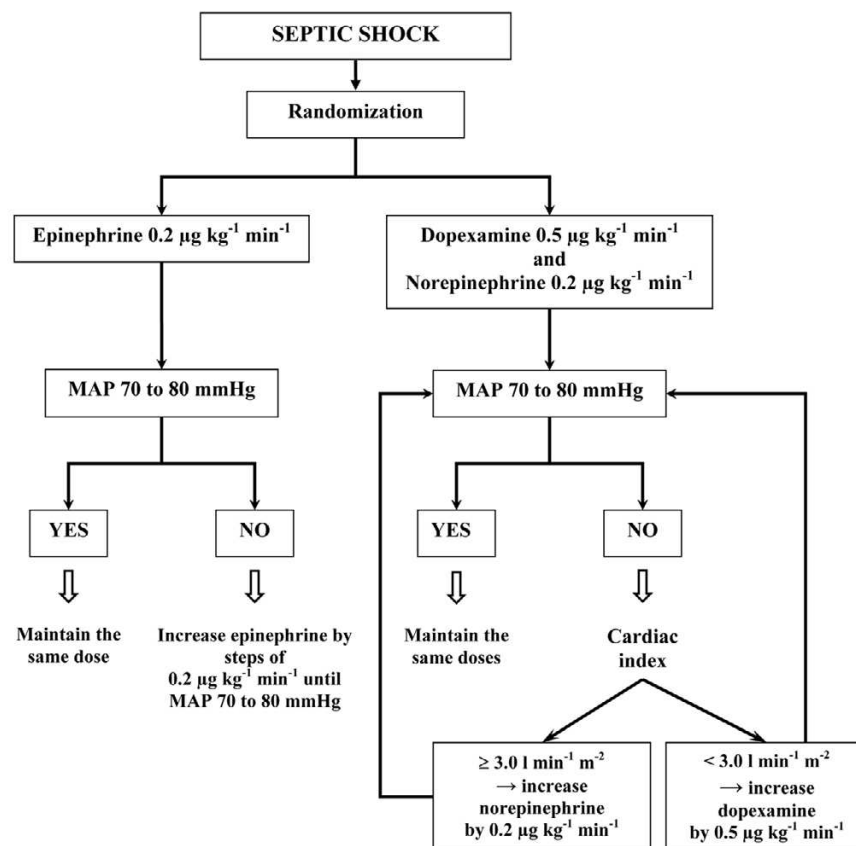 SEPTIC SHOCK
Randomization
Epinephrine 0.2 µg kg⁻¹ min⁻¹
Dopexamine 0.5 µg kg⁻¹ min⁻¹
and
Norepinephrine 0.2 µg kg⁻¹ min⁻¹
MAP 70 to 80 mmHg
MAP 70 to 80 mmHg
YES
NO
YES
NO
Maintain the
same dose
Increase epinephrine by
steps of
0.2 µg kg⁻¹ min⁻¹ until
MAP 70 to 80 mmHg
Maintain the
same doses
Cardiac
index
≥ 3.0 l min⁻¹ m⁻²
→ increase
norepinephrine
by 0.2 µg kg⁻¹ min⁻¹
< 3.0 l min⁻¹ m⁻²
→ increase
dopexamine
by 0.5 µg kg⁻¹ min⁻¹